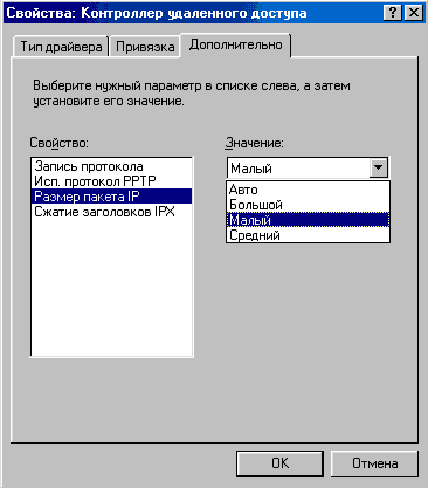 Свойства: Контроллер удаленного доступа
Тип драйвера Привязка Дополнительно
Выберите нужный параметр в списке слева, а затем
установите его значение.
Свойство: Значение:
Запись протокола Малый
Исп. протокол PPTP Авто
Размер пакета IP Большой
Сжатие заголовков IPX Малый
Средний
OK Отмена